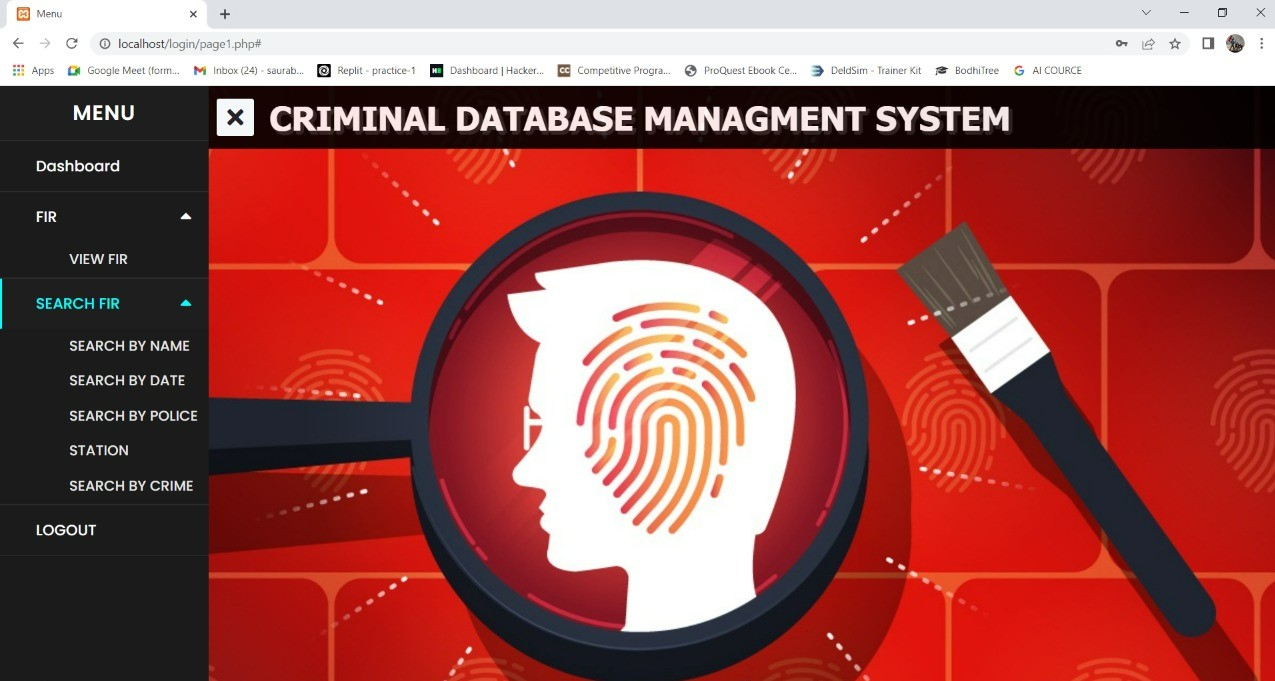 Menu
localhost/login/page1.php#
Apps
Google Meet (form...
Inbox (24) - saurab...
Replit - practice-1
Dashboard | Hacker...
Competitive Progra...
ProQuest Ebook Ce...
DeldSim - Trainer Kit
BodhiTree
AI COURCE
MENU
CRIMINAL DATABASE MANAGMENT SYSTEM
Dashboard
FIR
VIEW FIR
SEARCH FIR
SEARCH BY NAME
SEARCH BY DATE
SEARCH BY POLICE
STATION
SEARCH BY CRIME
LOGOUT